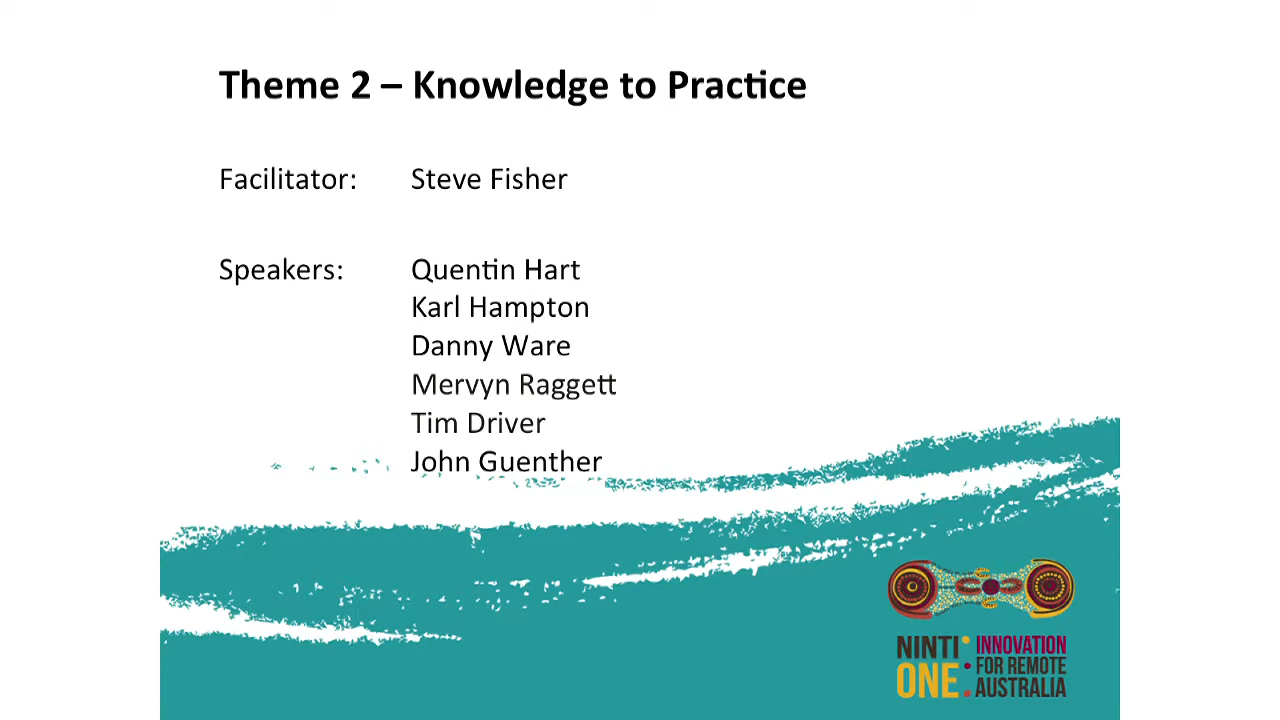 Theme 2 – Knowledge to Practice
Facilitator: Steve Fisher
Speakers: Quentin Hart
Karl Hampton
Danny Ware
Mervyn Raggett
Tim Driver
John Guenther
NINTI ONE
INNOVATION
FOR REMOTE
AUSTRALIA